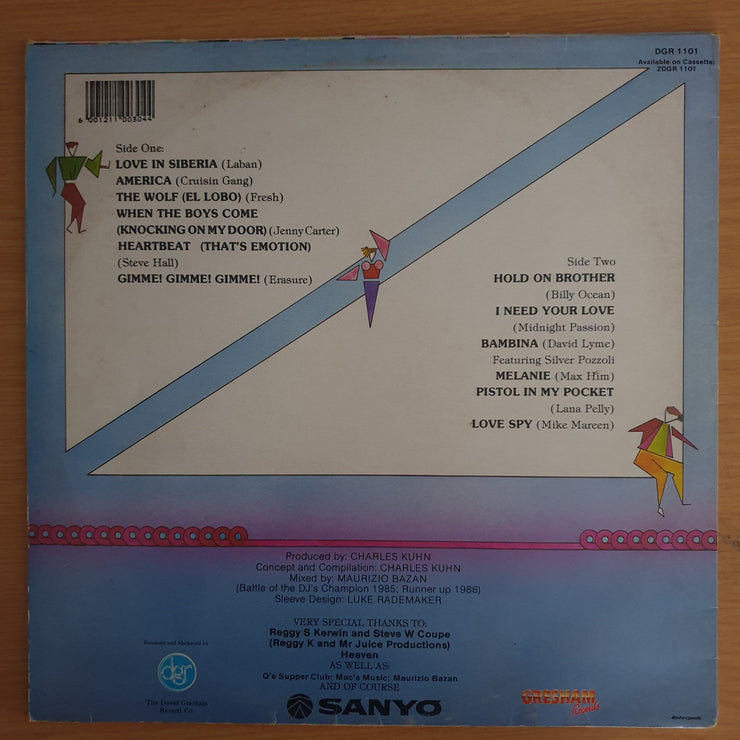 DGR 1101
Available on Cassette:
ZDGR 1101
6 001211 003044
Side One:
LOVE IN SIBERIA (Laban)
AMERICA (Cruisin Gang)
THE WOLF (EL LOBO) (Fresh)
WHEN THE BOYS COME
(KNOCKING ON MY DOOR) (Jenny Carter)
HEARTBEAT (THAT'S EMOTION)
(Steve Hall)
GIMME! GIMME! GIMME! (Erasure)
Side Two
HOLD ON BROTHER
(Billy Ocean)
I NEED YOUR LOVE
(Midnight Passion)
BAMBINA (David Lyme)
Featuring Silver Pozzoli
MELANIE (Max Him)
PISTOL IN MY POCKET
(Lana Pelly)
LOVE SPY (Mike Mareen)
Produced by: CHARLES KUHN
Concept and Compilation: CHARLES KUHN
Mixed by: MAURIZIO BAZAN
(Battle of the DJ's Champion 1985; Runner up 1986)
Sleeve Design: LUKE RADEMAKER
VERY SPECIAL THANKS TO:
Reggy S Kerwin and Steve W Coupe
(Reggy K and Mr Juice Productions)
Heaven
AS WELL AS:
Q's Supper Club; Mac's Music; Maurizio Bazan
AND OF COURSE
SANYO
Released and Marketed by
dgr
The David Gresham
Record Co.
GRESHAM
Records